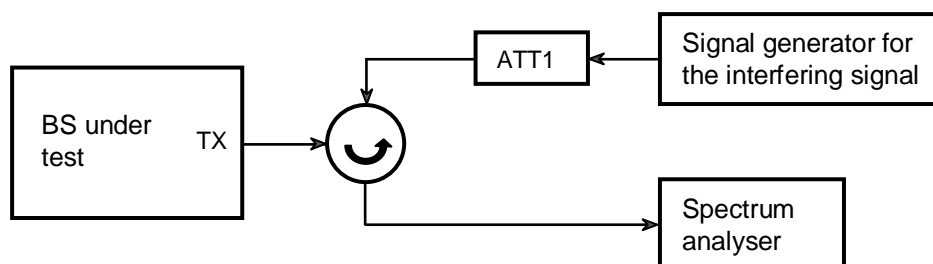 Signal generator for
the interfering signal
ATT1
BS under
test
TX
Spectrum
analyser